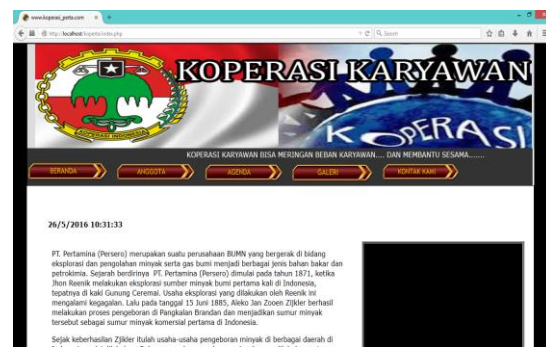 www.koperasi_perta.com
http://localhost/koperta/index.php
Search
KOPERASI KARYAWAN
KOPERASI INDONESIA
KOPERASI
KOPERASI KARYAWAN BISA MERINGAN BEBAN KARYAWAN.... DAN MEMBANTU SESAMA.......
BERANDA
ANGGOTA
AGENDA
GALERI
KONTAK KAMI
26/5/2016 10:31:33
PT. Pertamina (Persero) merupakan suatu perusahaan BUMN yang bergerak di bidang
eksplorasi dan pengolahan minyak serta gas bumi menjadi berbagai jenis bahan bakar dan
petrokimia. Sejarah berdirinya PT. Pertamina (Persero) dimulai pada tahun 1871, ketika
Jhon Reenik melakukan eksplorasi sumber minyak bumi pertama kali di Indonesia,
tepatnya di kaki Gunung Ceremai. Usaha eksplorasi yang dilakukan oleh Reenik ini
mengalami kegagalan. Lalu pada tanggal 15 Juni 1885, Aleko Jan Zooen Zijkler berhasil
melakukan proses pengeboran di Pangkalan Brandan dan menjadikan sumur minyak
tersebut sebagai sumur minyak komersial pertama di Indonesia.
Sejak keberhasilan Zjikler itulah usaha-usaha pengeboran minyak di berbagai daerah di